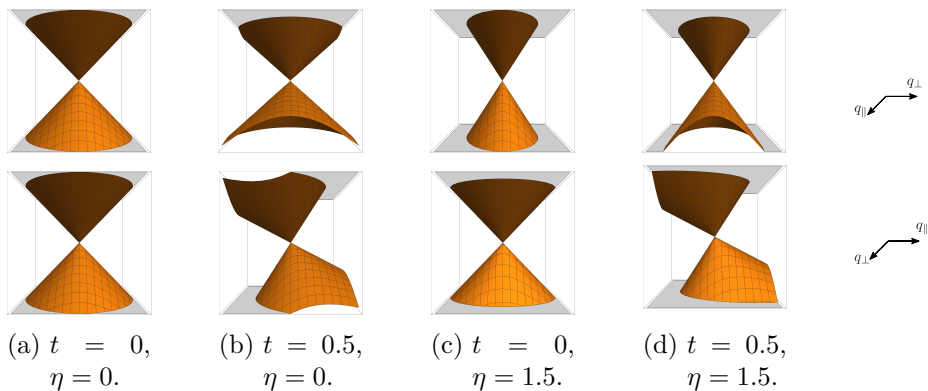 q⊥
q∥
q∥
q⊥
(a) t = 0, η = 0.
(b) t = 0.5, η = 0.
(c) t = 0, η = 1.5.
(d) t = 0.5, η = 1.5.